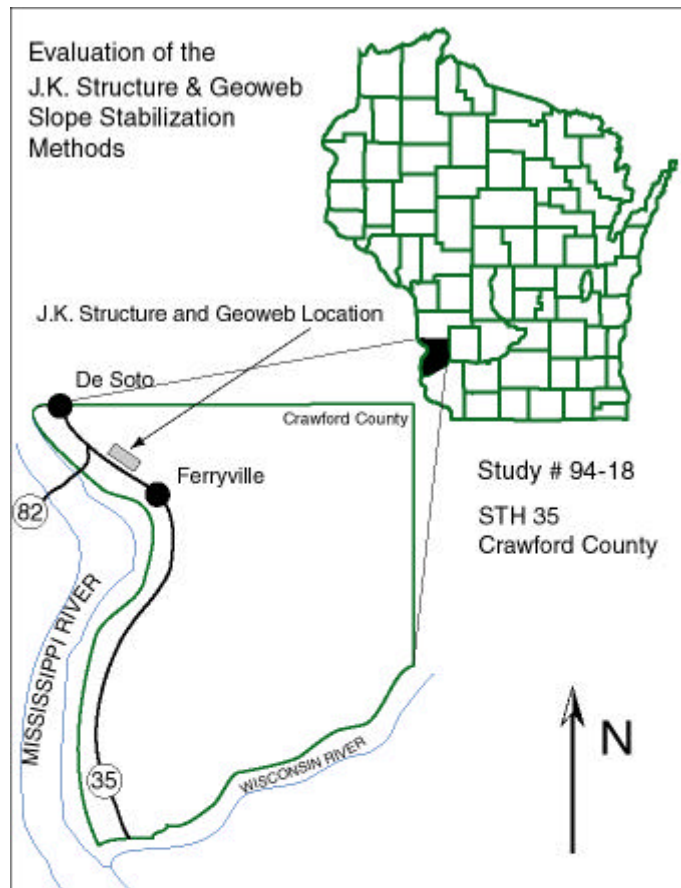 Evaluation of the
J.K. Structure & Geoweb
Slope Stabilization
Methods
J.K. Structure and Geoweb Location
De Soto
Crawford County
Ferryville
82
Study # 94-18
STH 35
Crawford County
MISSISSIPPI RIVER
WISCONSIN RIVER
35
N